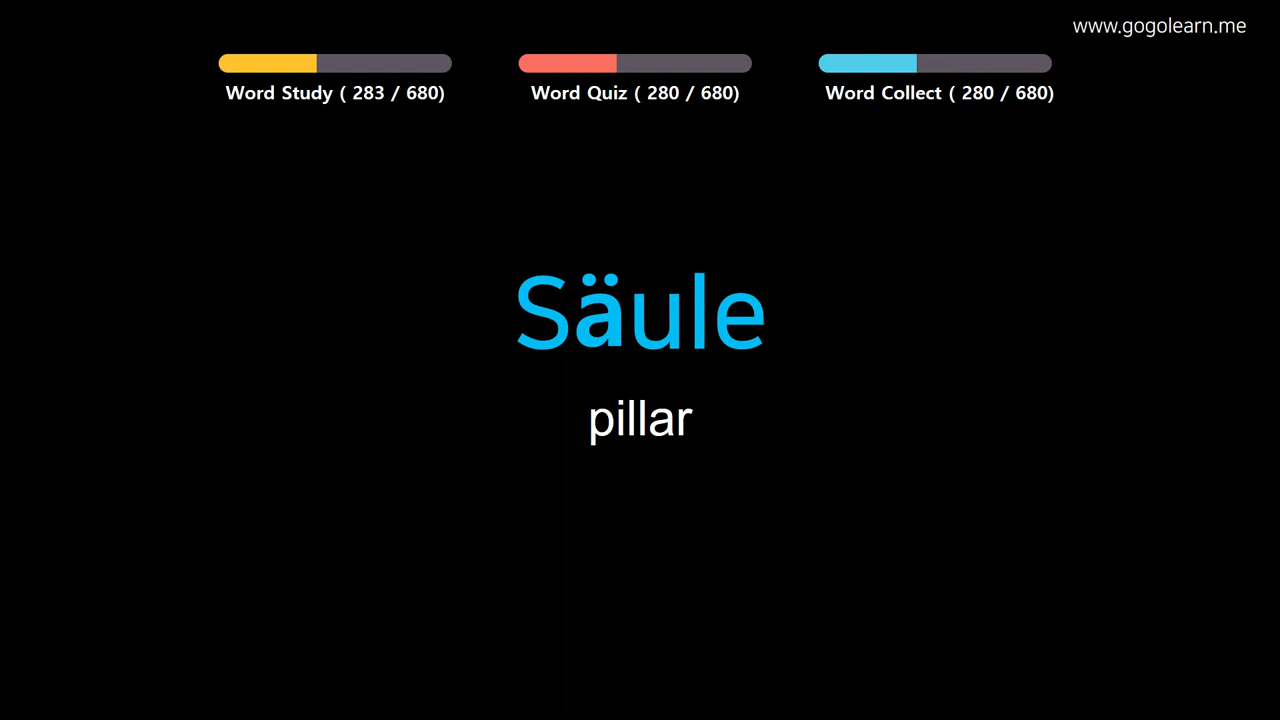 www.gogolearn.me
Word Study ( 283 / 680)
Word Quiz ( 280 / 680)
Word Collect ( 280 / 680)
Säule
pillar